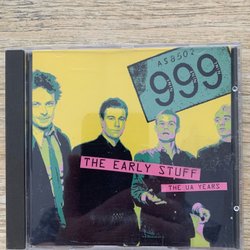 AS8502
999
THE EARLY STUFF
THE UA YEARS